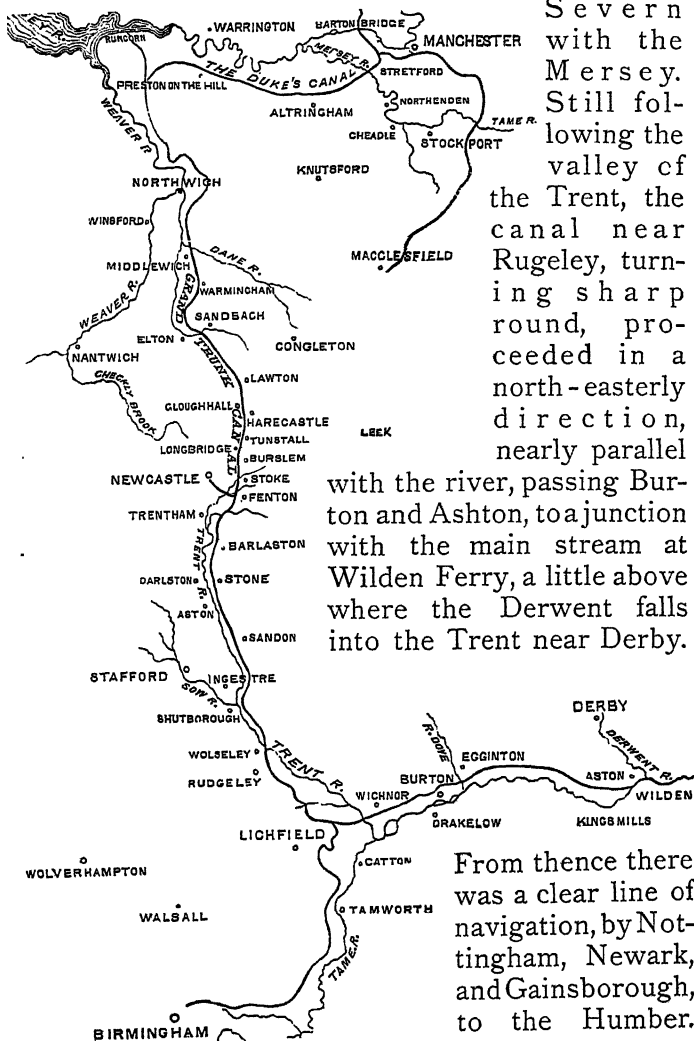 Severn
with the
Mersey.
Still fol-
lowing the
valley cf
the Trent, the
canal near
Rugeley, turn-
ing sharp
round, pro-
ceeded in a
north-easterly
direction,
nearly parallel
with the river, passing Bur-
ton and Ashton, to a junction
with the main stream at
Wilden Ferry, a little above
where the Derwent falls
into the Trent near Derby.
From thence there
was a clear line of
navigation, by Not-
tingham, Newark,
and Gainsborough,
to the Humber.
RUNCORN
WARRINGTON
BARTON BRIDGE
MANCHESTER
MERSEY R.
THE DUKE'S CANAL
STRETFORD
PRESTON ON THE HILL
ALTRINGHAM
NORTHENDEN
CHEADLE
TAME R.
STOCKPORT
WEAVER R
KNUTSFORD
NORTHWICH
WINSFORD
MACCLESFIELD
DANE R.
MIDDLEWICH
WARMINGHAM
WEAVER R.
GRAND TRUNK CANAL
SANDBACH
ELTON
CONGLETON
NANTWICH
CHECKLY BROOK
LAWTON
CLOUGHHALL
HARECASTLE
LEEK
TUNSTALL
LONGBRIDGE
BURSLEM
NEWCASTLE
STOKE
FENTON
TRENTHAM
TRENT R.
BARLASTON
DARLSTON
STONE
ASTON
SANDON
STAFFORD
INGESTRE
SOW R.
SHUTBOROUGH
WOLSELEY
TRENT R.
RUDGELEY
R. DOVE
DERBY
DERWENT R.
EGGINTON
ASTON
BURTON
WILDEN
WICHNOR
DRAKELOW
KINGS MILLS
LICHFIELD
CATTON
WOLVERHAMPTON
WALSALL
TAMWORTH
TAME R.
BIRMINGHAM